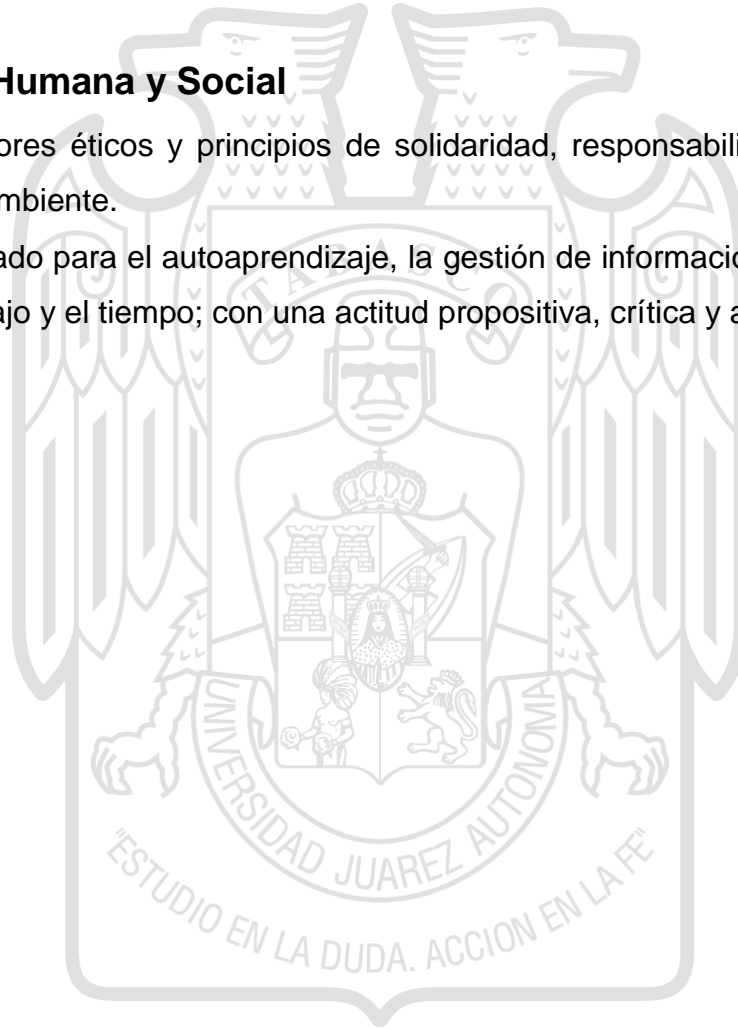 Humana y Social
ores éticos y principios de solidaridad, responsabili
mbiente.
ado para el autoaprendizaje, la gestión de informació
ajo y el tiempo; con una actitud propositiva, crítica y a
TABASCO
UNIVERSIDAD JUAREZ AUTONOMA
"ESTUDIO EN LA DUDA. ACCION EN LA FE"